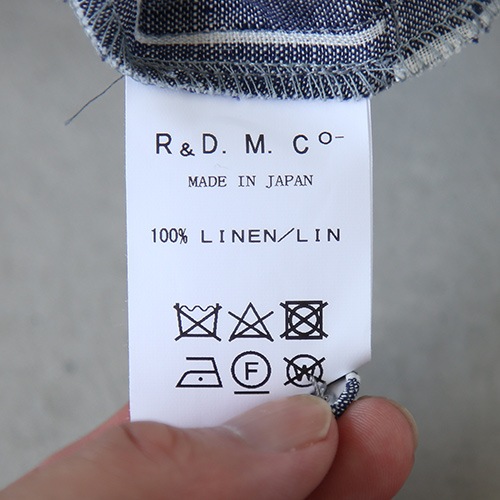 R&D. M. Co-
MADE IN JAPAN
100% LINEN/LIN
F
W